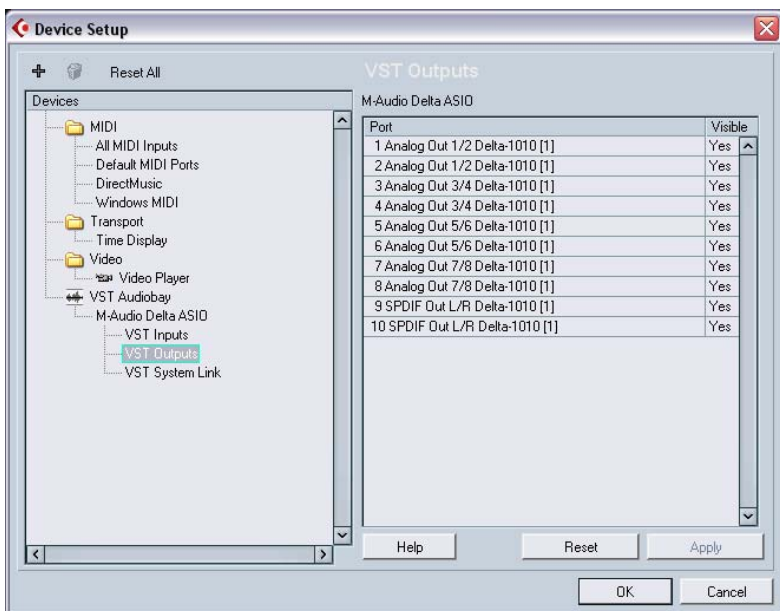 Device Setup
Reset All
VST Outputs
Devices
MIDI
All MIDI Inputs
Default MIDI Ports
DirectMusic
Windows MIDI
Transport
Time Display
Video
Video Player
VST Audiobay
M-Audio Delta ASIO
VST Inputs
VST Outputs
VST System Link
M-Audio Delta ASIO
Port Visible
1 Analog Out 1/2 Delta-1010 [1] Yes
2 Analog Out 1/2 Delta-1010 [1] Yes
3 Analog Out 3/4 Delta-1010 [1] Yes
4 Analog Out 3/4 Delta-1010 [1] Yes
5 Analog Out 5/6 Delta-1010 [1] Yes
6 Analog Out 5/6 Delta-1010 [1] Yes
7 Analog Out 7/8 Delta-1010 [1] Yes
8 Analog Out 7/8 Delta-1010 [1] Yes
9 SPDIF Out L/R Delta-1010 [1] Yes
10 SPDIF Out L/R Delta-1010 [1] Yes
Help Reset Apply
OK Cancel